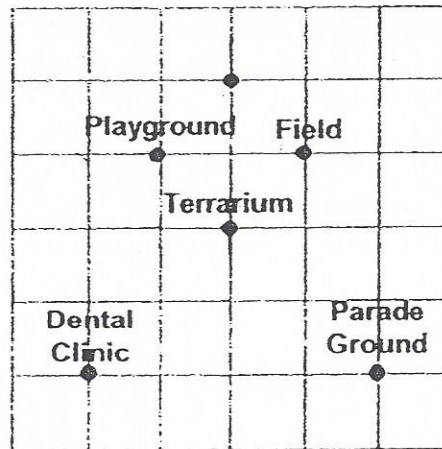 Playground
Field
Terrarium
Dental
Clinic
Parade
Ground